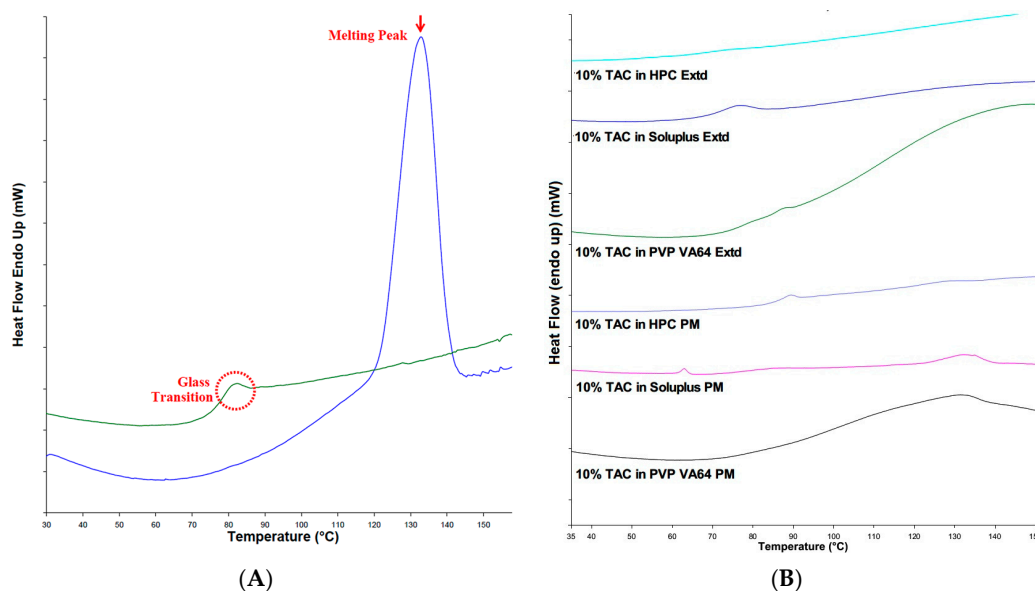 Melting Peak
Glass
Transition
Heat Flow Endo Up (mW)
30 40 50 60 70 80 90 100 110 120 130 140 150
Temperature (°C)
(A)
10% TAC in HPC Extd
10% TAC in Soluplus Extd
10% TAC in PVP VA64 Extd
10% TAC in HPC PM
10% TAC in Soluplus PM
10% TAC in PVP VA64 PM
Heat Flow (endo up) (mW)
35 40 50 60 70 80 90 100 110 120 130 140
Temperature (°C)
(B)